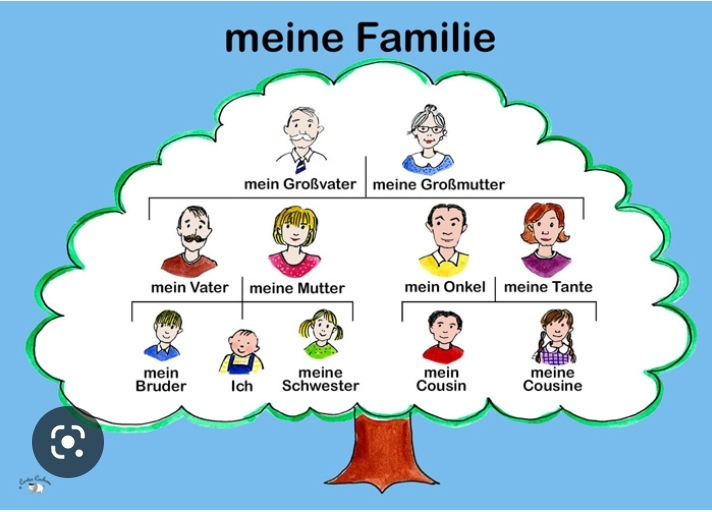 meine Familie
mein Großvater
meine Großmutter
mein Vater
meine Mutter
mein Onkel
meine Tante
mein
Bruder
Ich
meine
Schwester
mein
Cousin
meine
Cousine